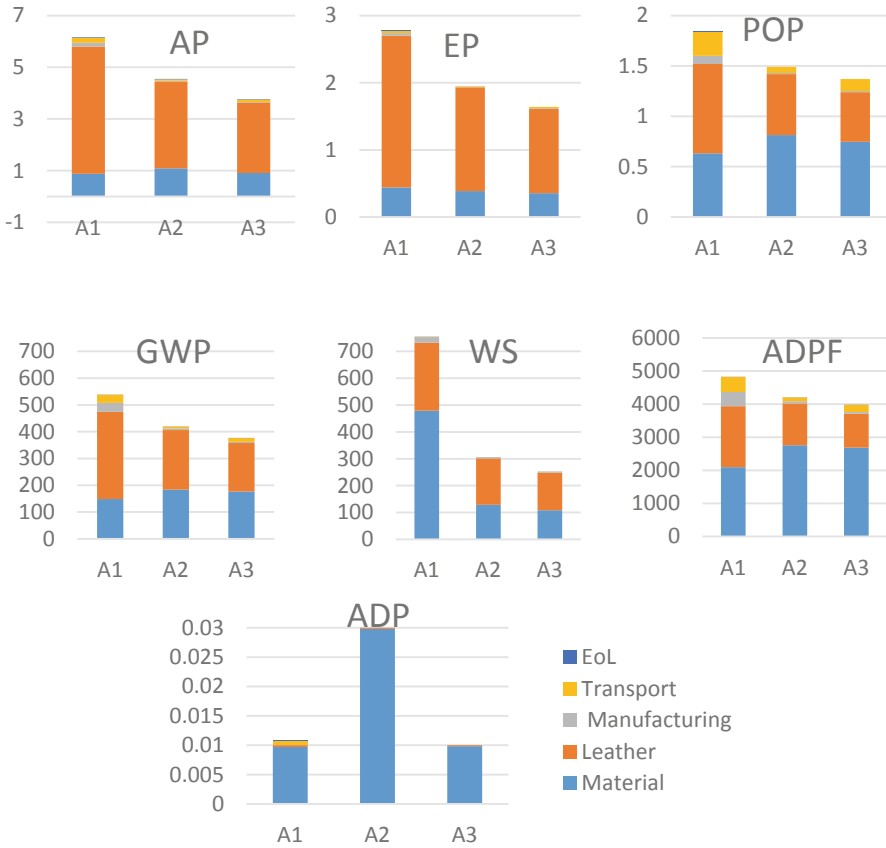 AP
7
5
3
1
-1
A1 A2 A3
EP
3
2
1
0
A1 A2 A3
POP
2
1.5
1
0.5
0
A1 A2 A3
GWP
700
600
500
400
300
200
100
0
A1 A2 A3
WS
700
600
500
400
300
200
100
0
A1 A2 A3
ADPF
6000
5000
4000
3000
2000
1000
0
A1 A2 A3
ADP
0.03
0.025
0.02
0.015
0.01
0.005
0
A1 A2 A3
EoL
Transport
Manufacturing
Leather
Material